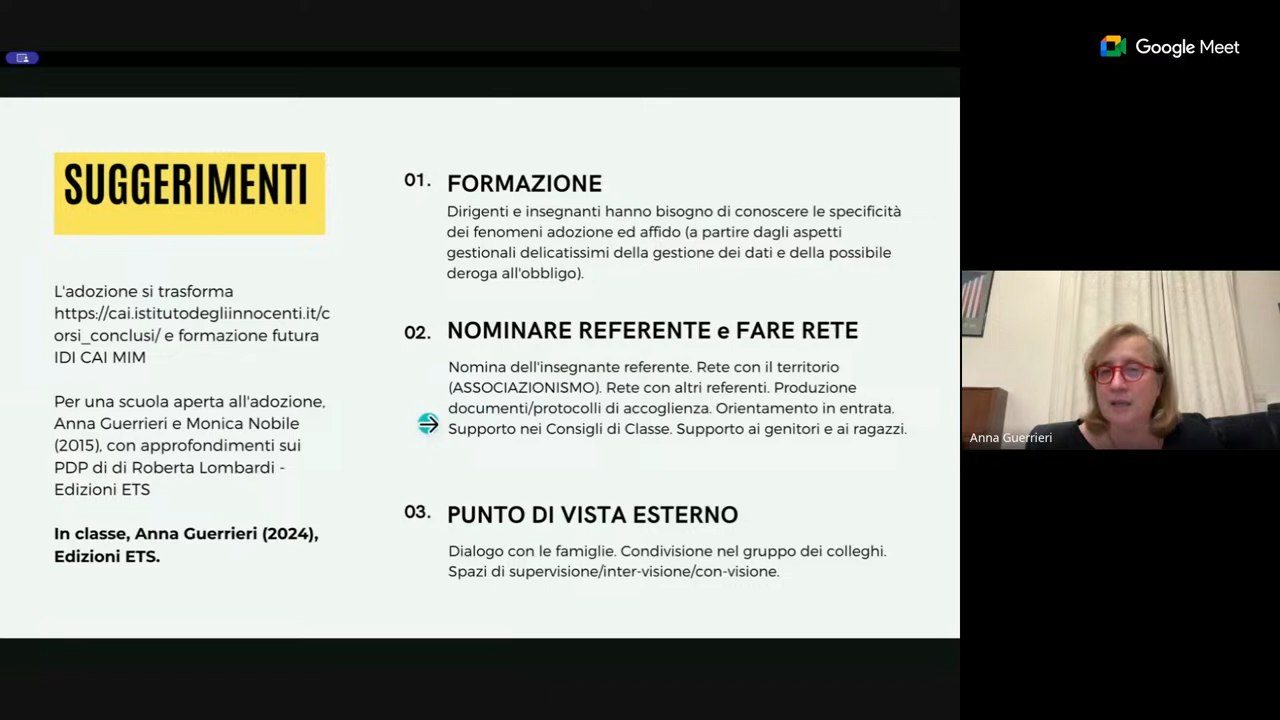 Google Meet
SUGGERIMENTI
L'adozione si trasforma
https://cai.istitutodegliinnocenti.it/c
orsi_conclusi/ e formazione futura
IDI CAI MIM
Per una scuola aperta all'adozione,
Anna Guerrieri e Monica Nobile
(2015), con approfondimenti sui
PDP di di Roberta Lombardi -
Edizioni ETS
In classe, Anna Guerrieri (2024),
Edizioni ETS.
01. FORMAZIONE
Dirigenti e insegnanti hanno bisogno di conoscere le specificità
dei fenomeni adozione ed affido (a partire dagli aspetti
gestionali delicatissimi della gestione dei dati e della possibile
deroga all'obbligo).
02. NOMINARE REFERENTE e FARE RETE
Nomina dell'insegnante referente. Rete con il territorio
(ASSOCIAZIONISMO). Rete con altri referenti. Produzione
documenti/protocolli di accoglienza. Orientamento in entrata.
Supporto nei Consigli di Classe. Supporto ai genitori e ai ragazzi.
03. PUNTO DI VISTA ESTERNO
Dialogo con le famiglie. Condivisione nel gruppo dei colleghi.
Spazi di supervisione/inter-visione/con-visione.
Anna Guerrieri